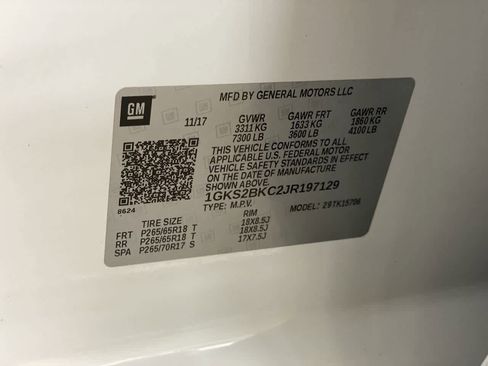 MFD BY GENERAL MOTORS LLC
GM
11/17 GVWR GAWR FRT GAWR RR
3311 KG 1633 KG 1860 KG
7300 LB 3600 LB 4100 LB
THIS VEHICLE CONFORMS TO ALL
APPLICABLE U.S. FEDERAL MOTOR
VEHICLE SAFETY STANDARDS IN EFFECT
ON THE DATE OF MANUFACTURE
SHOWN ABOVE.
1GKS2BKC2JR197129
8624 TYPE: M.P.V. MODEL: 29TK15706
TIRE SIZE RIM
FRT P265/65R18 T 18X8.5J
RR P265/65R18 T 18X8.5J
SPA P265/70R17 S 17X7.5J